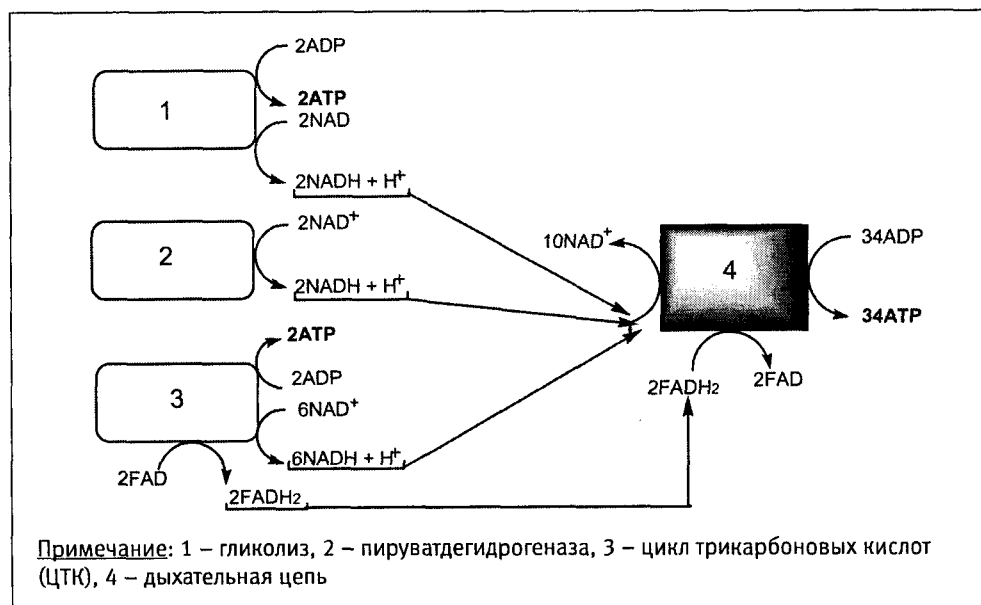 2ADP
1
2ATP
2NAD
2NADH + H⁺
2
2NAD⁺
2NADH + H⁺
3
2ATP
2ADP
6NAD⁺
6NADH + H⁺
2FAD
2FADH₂
10NAD⁺
4
34ADP
34ATP
2FADH₂
2FAD
Примечание: 1 – гликолиз, 2 – пируватдегидрогеназа, 3 – цикл трикарбоновых кислот
(ЦТК), 4 – дыхательная цепь